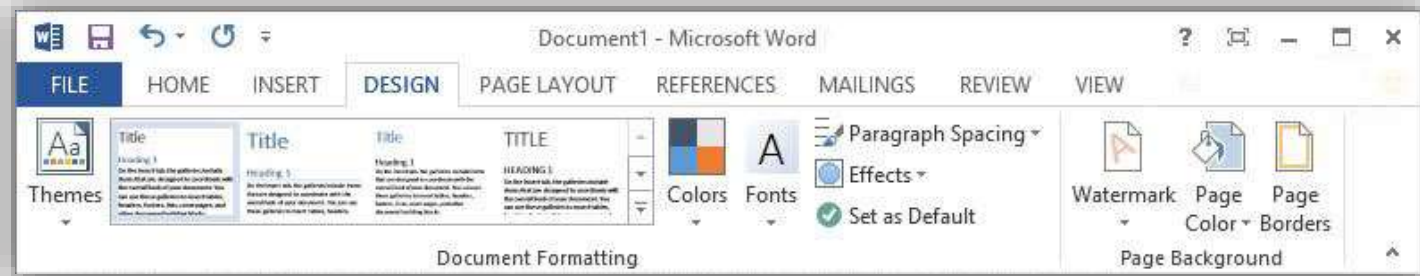 Document1 - Microsoft Word
?
FILE HOME INSERT DESIGN PAGE LAYOUT REFERENCES MAILINGS REVIEW VIEW
Aa
Themes
Title
Heading 1
Title
Heading 1
Title
Heading 1
TITLE
HEADING 1
Colors
A
Fonts
Paragraph Spacing
Effects
Set as Default
Document Formatting
A
Watermark
Page
Color
Page
Borders
Page Background